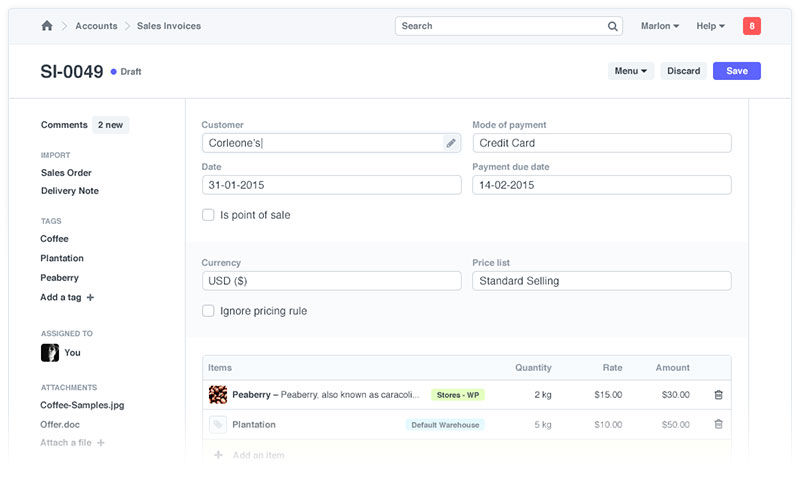 Accounts Sales Invoices Search Marlon Help 8
SI-0049 Draft Menu Discard Save
Comments 2 new
IMPORT
Sales Order
Delivery Note
TAGS
Coffee
Plantation
Peaberry
Add a tag +
ASSIGNED TO
You
ATTACHMENTS
Coffee-Samples.jpg
Offer.doc
Attach a file +
Customer
Corleone's
Mode of payment
Credit Card
Date
31-01-2015
Payment due date
14-02-2015
Is point of sale
Currency
USD ($)
Price list
Standard Selling
Ignore pricing rule
Items Quantity Rate Amount
Peaberry – Peaberry, also known as caracoli... Stores - WP 2 kg $15.00 $30.00
Plantation Default Warehouse 5 kg $10.00 $50.00
+ Add an item